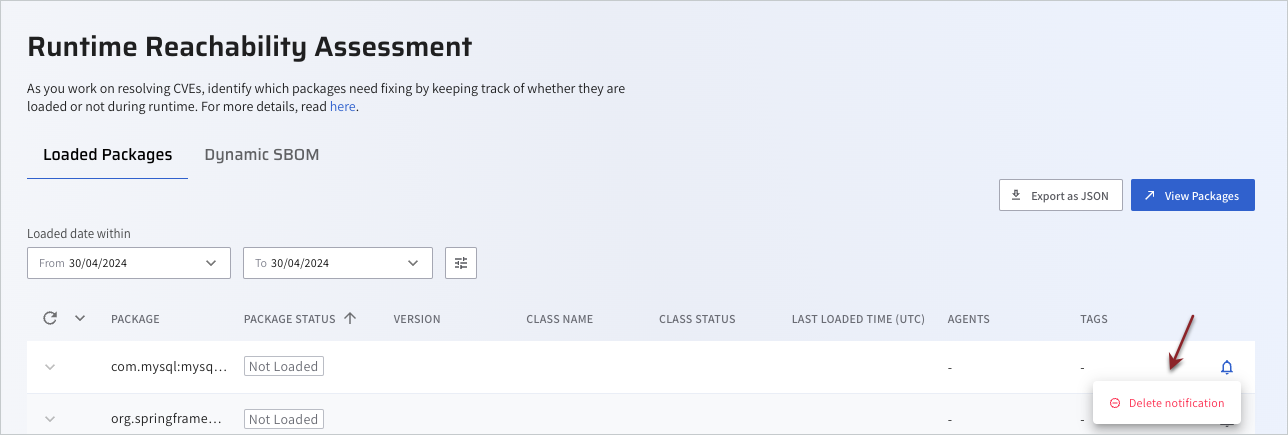 Runtime Reachability Assessment
As you work on resolving CVEs, identify which packages need fixing by keeping track of whether they are
loaded or not during runtime. For more details, read here.
Loaded Packages Dynamic SBOM
Export as JSON View Packages
Loaded date within
From 30/04/2024 To 30/04/2024
PACKAGE PACKAGE STATUS VERSION CLASS NAME CLASS STATUS LAST LOADED TIME (UTC) AGENTS TAGS
com.mysql:mysq... Not Loaded - -
Delete notification
org.springframe... Not Loaded - -